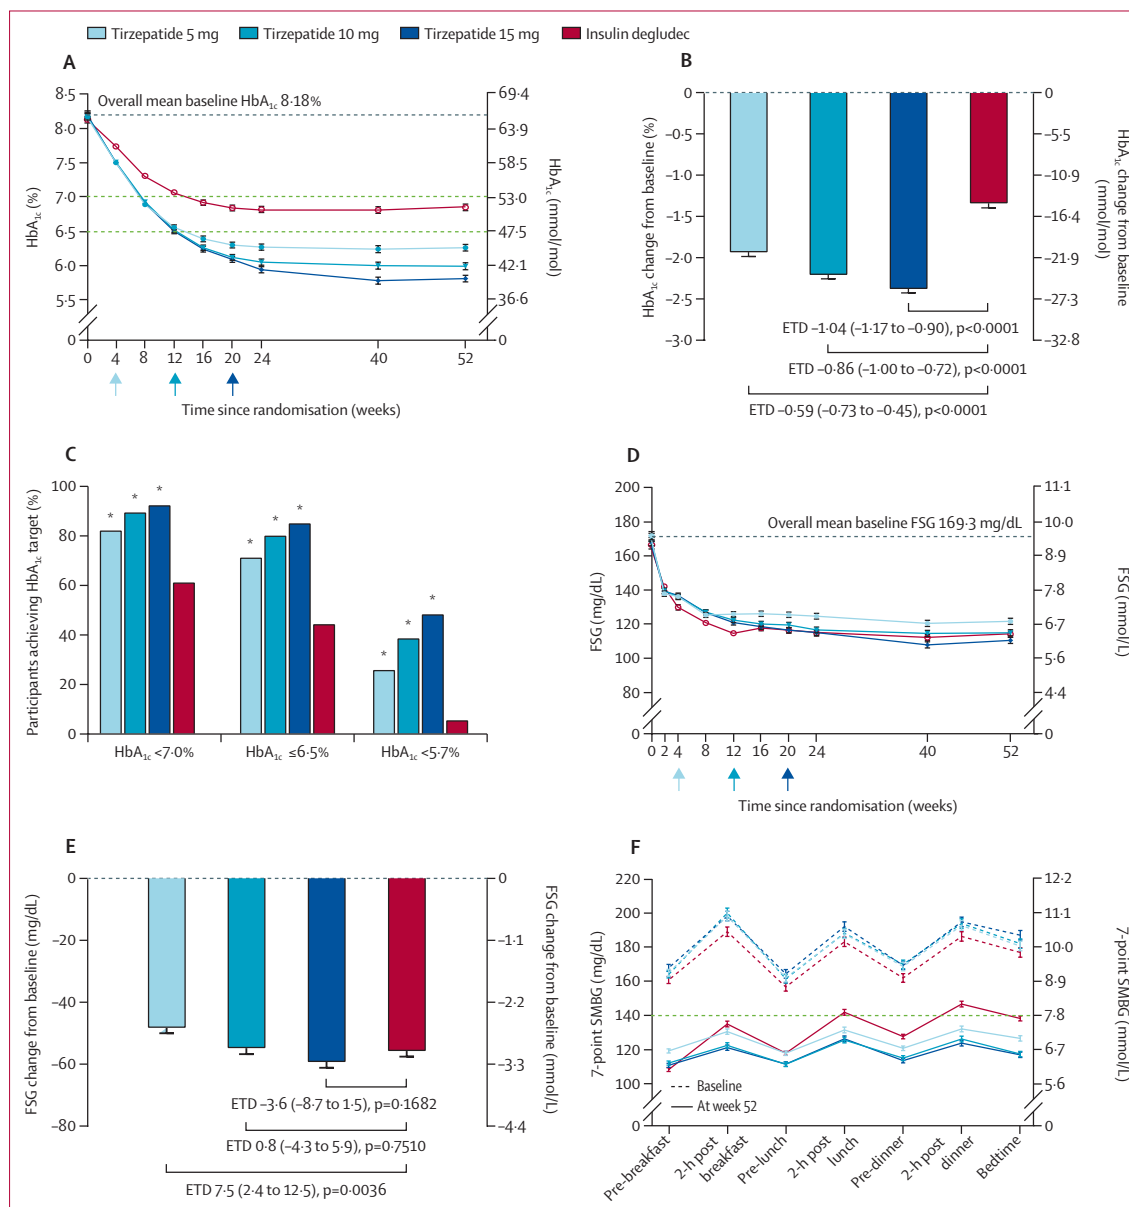 Tirzepatide 5 mg Tirzepatide 10 mg Tirzepatide 15 mg Insulin degludec
A
Overall mean baseline HbA1c 8·18%
HbA1c (%)
8·5
8·0
7·5
7·0
6·5
6·0
5·5
0
69·4
63·9
58·5
53·0
47·5
42·1
36·6
0
HbA1c (mmol/mol)
0 4 8 12 16 20 24 40 52
Time since randomisation (weeks)
B
HbA1c change from baseline (%)
0
–0·5
–1·0
–1·5
–2·0
–2·5
–3·0
0
–5·5
–10·9
–16·4
–21·9
–27·3
–32·8
HbA1c change from baseline
(mmol/mol)
ETD –1·04 (–1·17 to –0·90), p<0·0001
ETD –0·86 (–1·00 to –0·72), p<0·0001
ETD –0·59 (–0·73 to –0·45), p<0·0001
C
Participants achieving HbA1c target (%)
100
80
60
40
20
0
* * *
* * *
* * *
HbA1c <7·0% HbA1c ≤6·5% HbA1c <5·7%
D
Overall mean baseline FSG 169·3 mg/dL
FSG (mg/dL)
200
180
160
140
120
100
80
0
11·1
10·0
8·9
7·8
6·7
5·6
4·4
0
FSG (mmol/L)
0 2 4 8 12 16 20 24 40 52
Time since randomisation (weeks)
E
FSG change from baseline (mg/dL)
0
–20
–40
–60
–80
0
–1·1
–2·2
–3·3
–4·4
FSG change from baseline (mmol/L)
ETD –3·6 (–8·7 to 1·5), p=0·1682
ETD 0·8 (–4·3 to 5·9), p=0·7510
ETD 7·5 (2·4 to 12·5), p=0·0036
F
7-point SMBG (mg/dL)
220
200
180
160
140
120
100
0
12·2
11·1
10·0
8·9
7·8
6·7
5·6
0
7-point SMBG (mmol/L)
Baseline
At week 52
Pre-breakfast
2-h post
breakfast
Pre-lunch
2-h post
lunch
Pre-dinner
2-h post
dinner
Bedtime